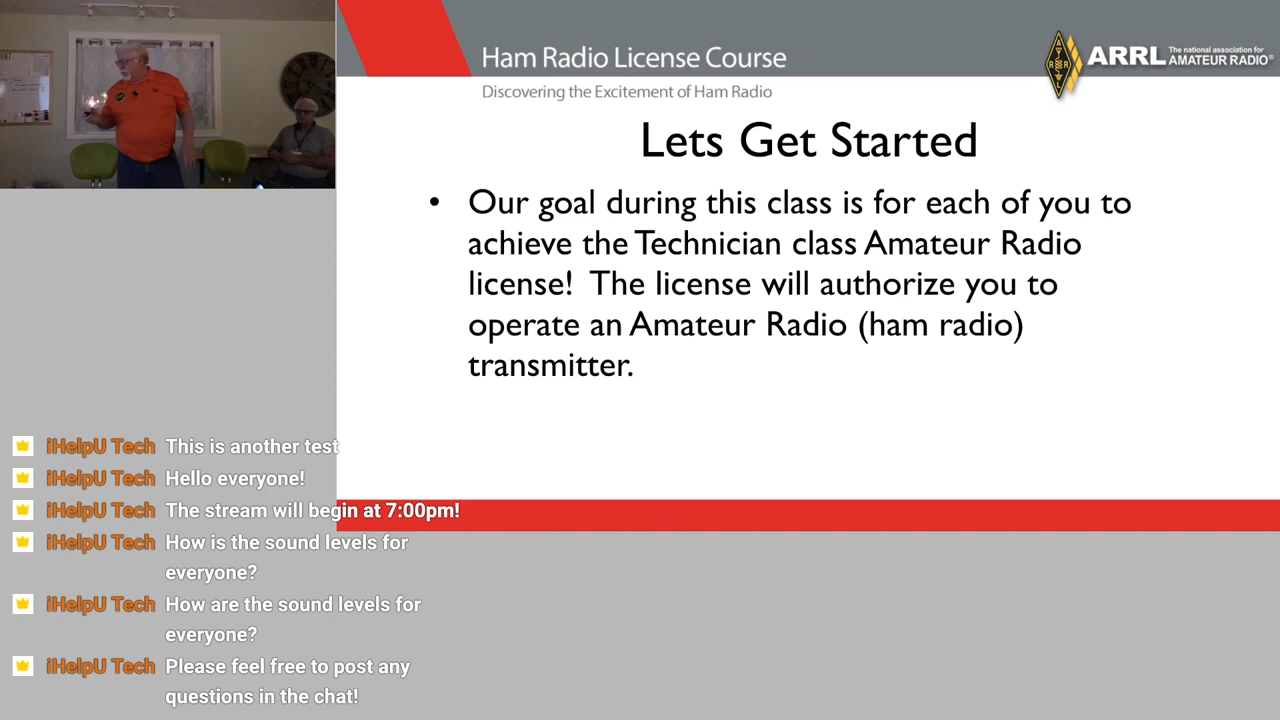 Ham Radio License Course
ARRL The national association for
AMATEUR RADIO®
Discovering the Excitement of Ham Radio
Lets Get Started
• Our goal during this class is for each of you to
achieve the Technician class Amateur Radio
license!  The license will authorize you to
operate an Amateur Radio (ham radio)
transmitter.
iHelpU Tech This is another test
iHelpU Tech Hello everyone!
iHelpU Tech The stream will begin at 7:00pm!
iHelpU Tech How is the sound levels for
everyone?
iHelpU Tech How are the sound levels for
everyone?
iHelpU Tech Please feel free to post any
questions in the chat!